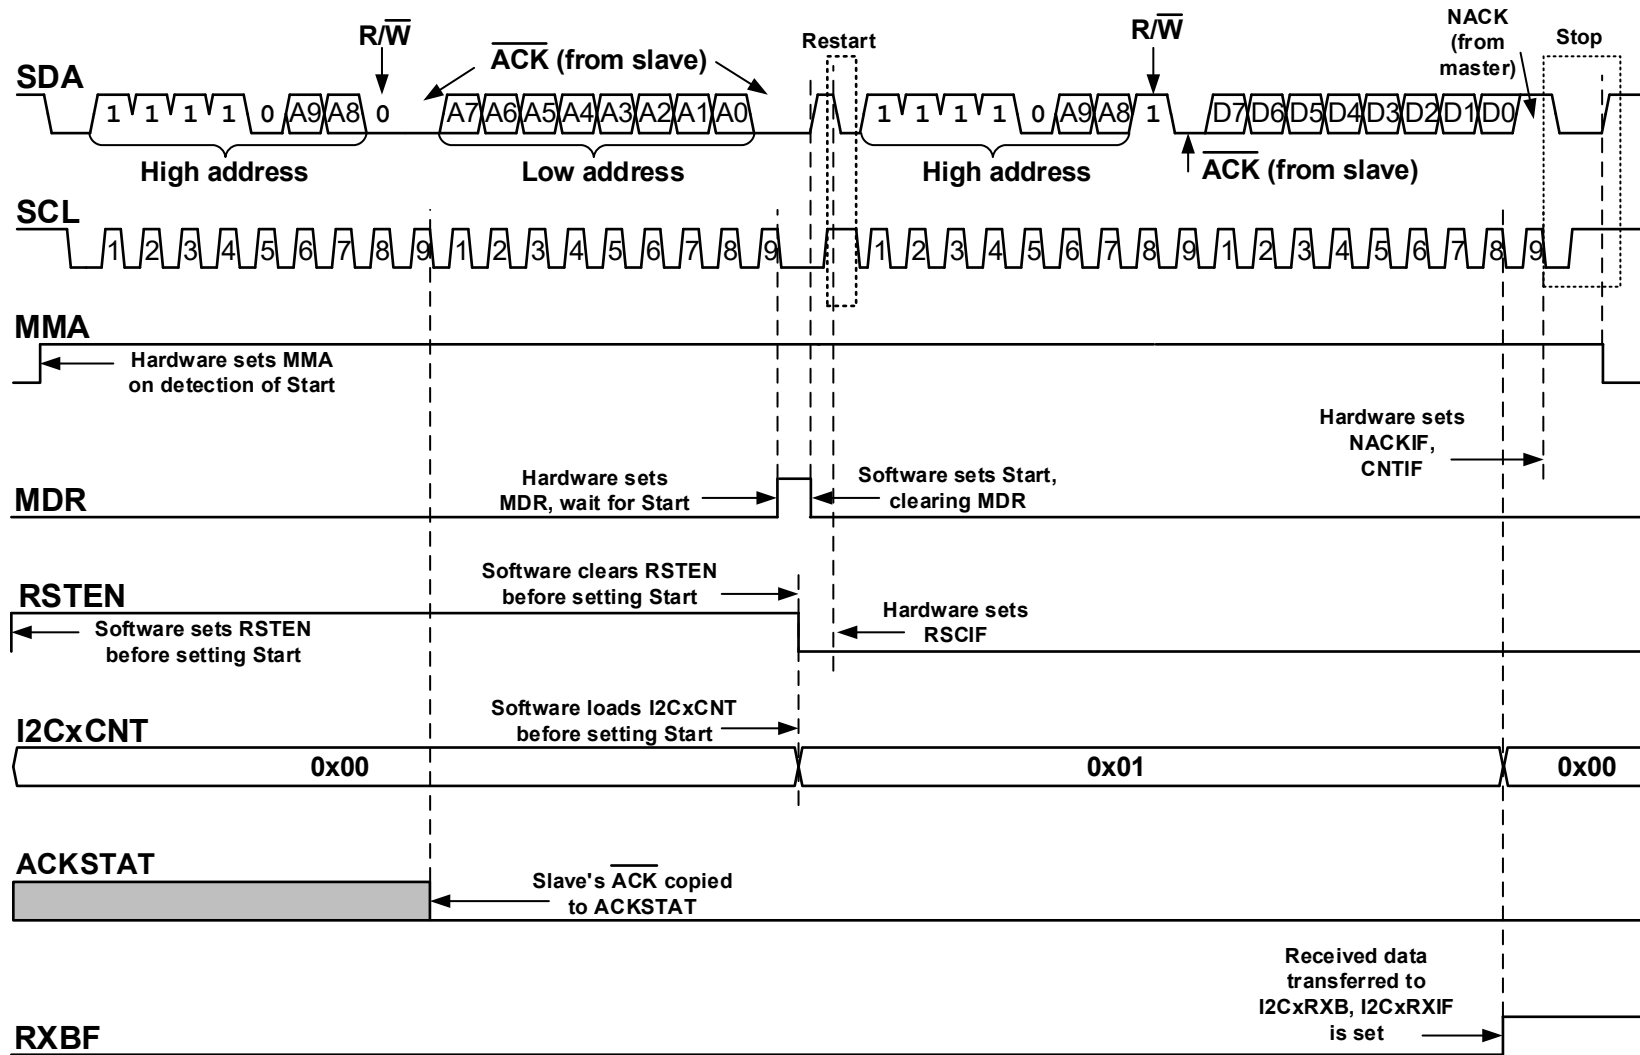 R/W
ACK (from slave)
Restart
R/W
NACK
(from
master)
Stop
SDA
1 1 1 1 0 A9 A8 0 A7 A6 A5 A4 A3 A2 A1 A0 1 1 1 1 0 A9 A8 1 D7 D6 D5 D4 D3 D2 D1 D0
High address
Low address
High address
ACK (from slave)
SCL
1 2 3 4 5 6 7 8 9 1 2 3 4 5 6 7 8 9 1 2 3 4 5 6 7 8 9 1 2 3 4 5 6 7 8 9
MMA
Hardware sets MMA
on detection of Start
Hardware sets
NACKIF,
CNTIF
MDR
Hardware sets
MDR, wait for Start
Software sets Start,
clearing MDR
RSTEN
Software sets RSTEN
before setting Start
Software clears RSTEN
before setting Start
Hardware sets
RSCIF
I2CxCNT
Software loads I2CxCNT
before setting Start
0x00
0x01
0x00
ACKSTAT
Slave's ACK copied
to ACKSTAT
Received data
transferred to
I2CxRXB, I2CxRXIF
is set
RXBF